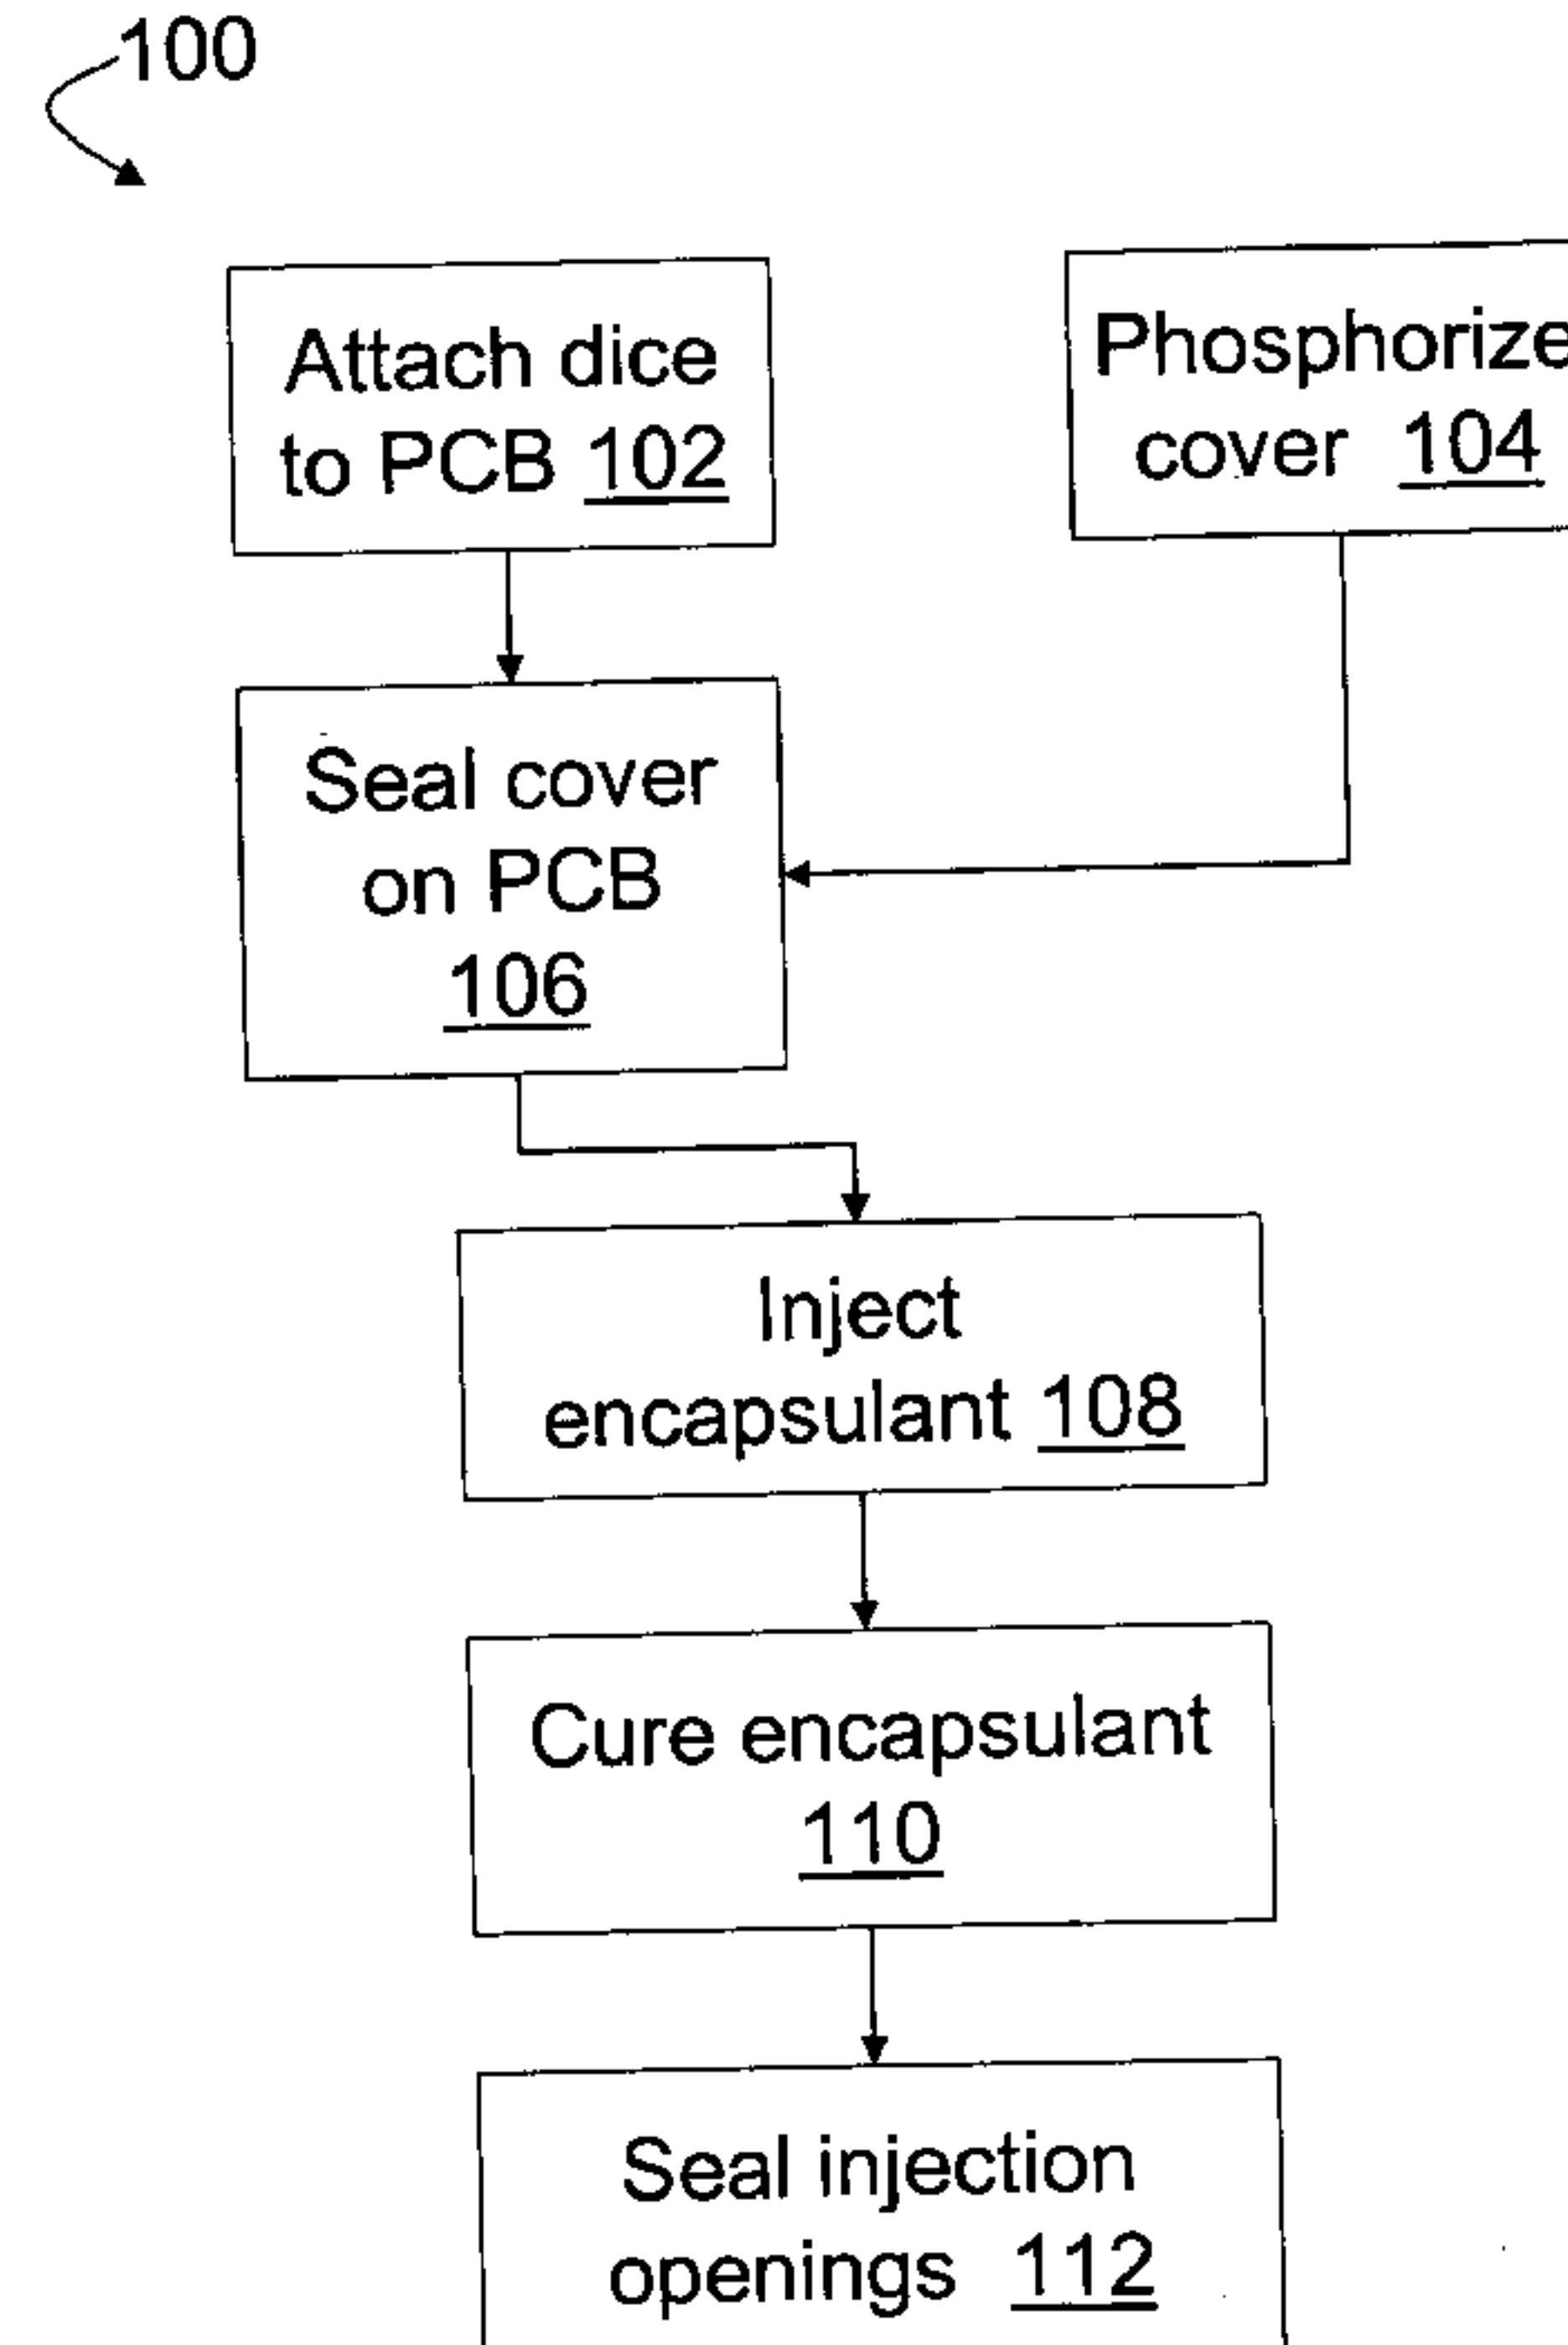 100
Attach dice
to PCB 102
Phosphorize
cover 104
Seal cover
on PCB
106
Inject
encapsulant 108
Cure encapsulant
110
Seal injection
openings 112